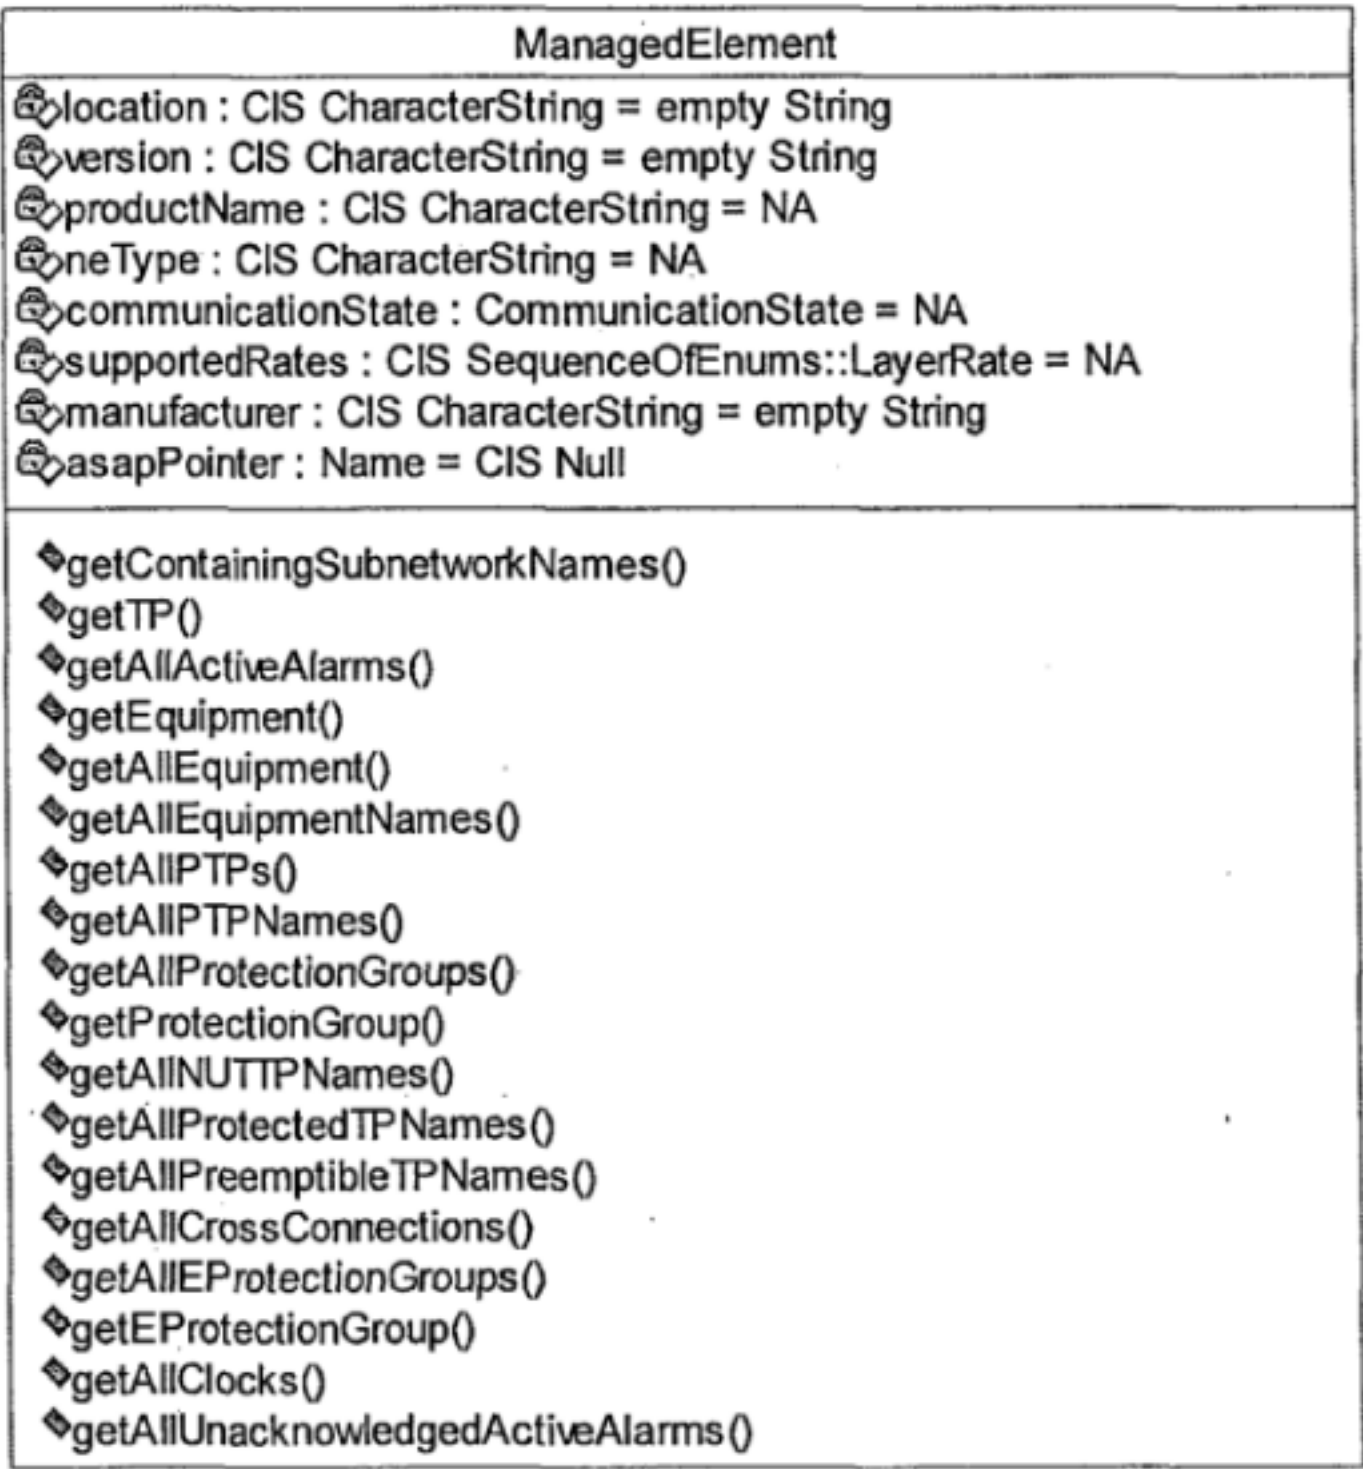 ManagedElement
location : CIS CharacterString = empty String
version : CIS CharacterString = empty String
productName : CIS CharacterString = NA
neType : CIS CharacterString = NA
communicationState : CommunicationState = NA
supportedRates : CIS SequenceOfEnums::LayerRate = NA
manufacturer : CIS CharacterString = empty String
asapPointer : Name = CIS Null
getContainingSubnetworkNames()
getTP()
getAllActiveAlarms()
getEquipment()
getAllEquipment()
getAllEquipmentNames()
getAllPTPs()
getAllPTPNames()
getAllProtectionGroups()
getProtectionGroup()
getAllNUTTPNames()
getAllProtectedTPNames()
getAllPreemptibleTPNames()
getAllCrossConnections()
getAllEProtectionGroups()
getEProtectionGroup()
getAllClocks()
getAllUnacknowledgedActiveAlarms()